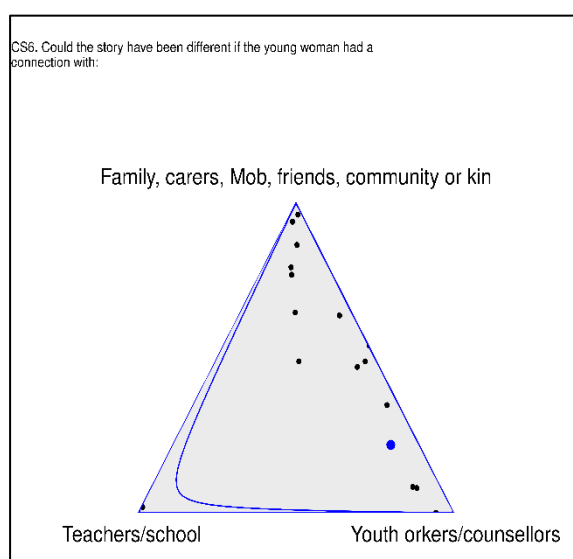 CS6. Could the story have been different if the young woman had a
connection with:
Family, carers, Mob, friends, community or kin
Teachers/school
Youth orkers/counsellors